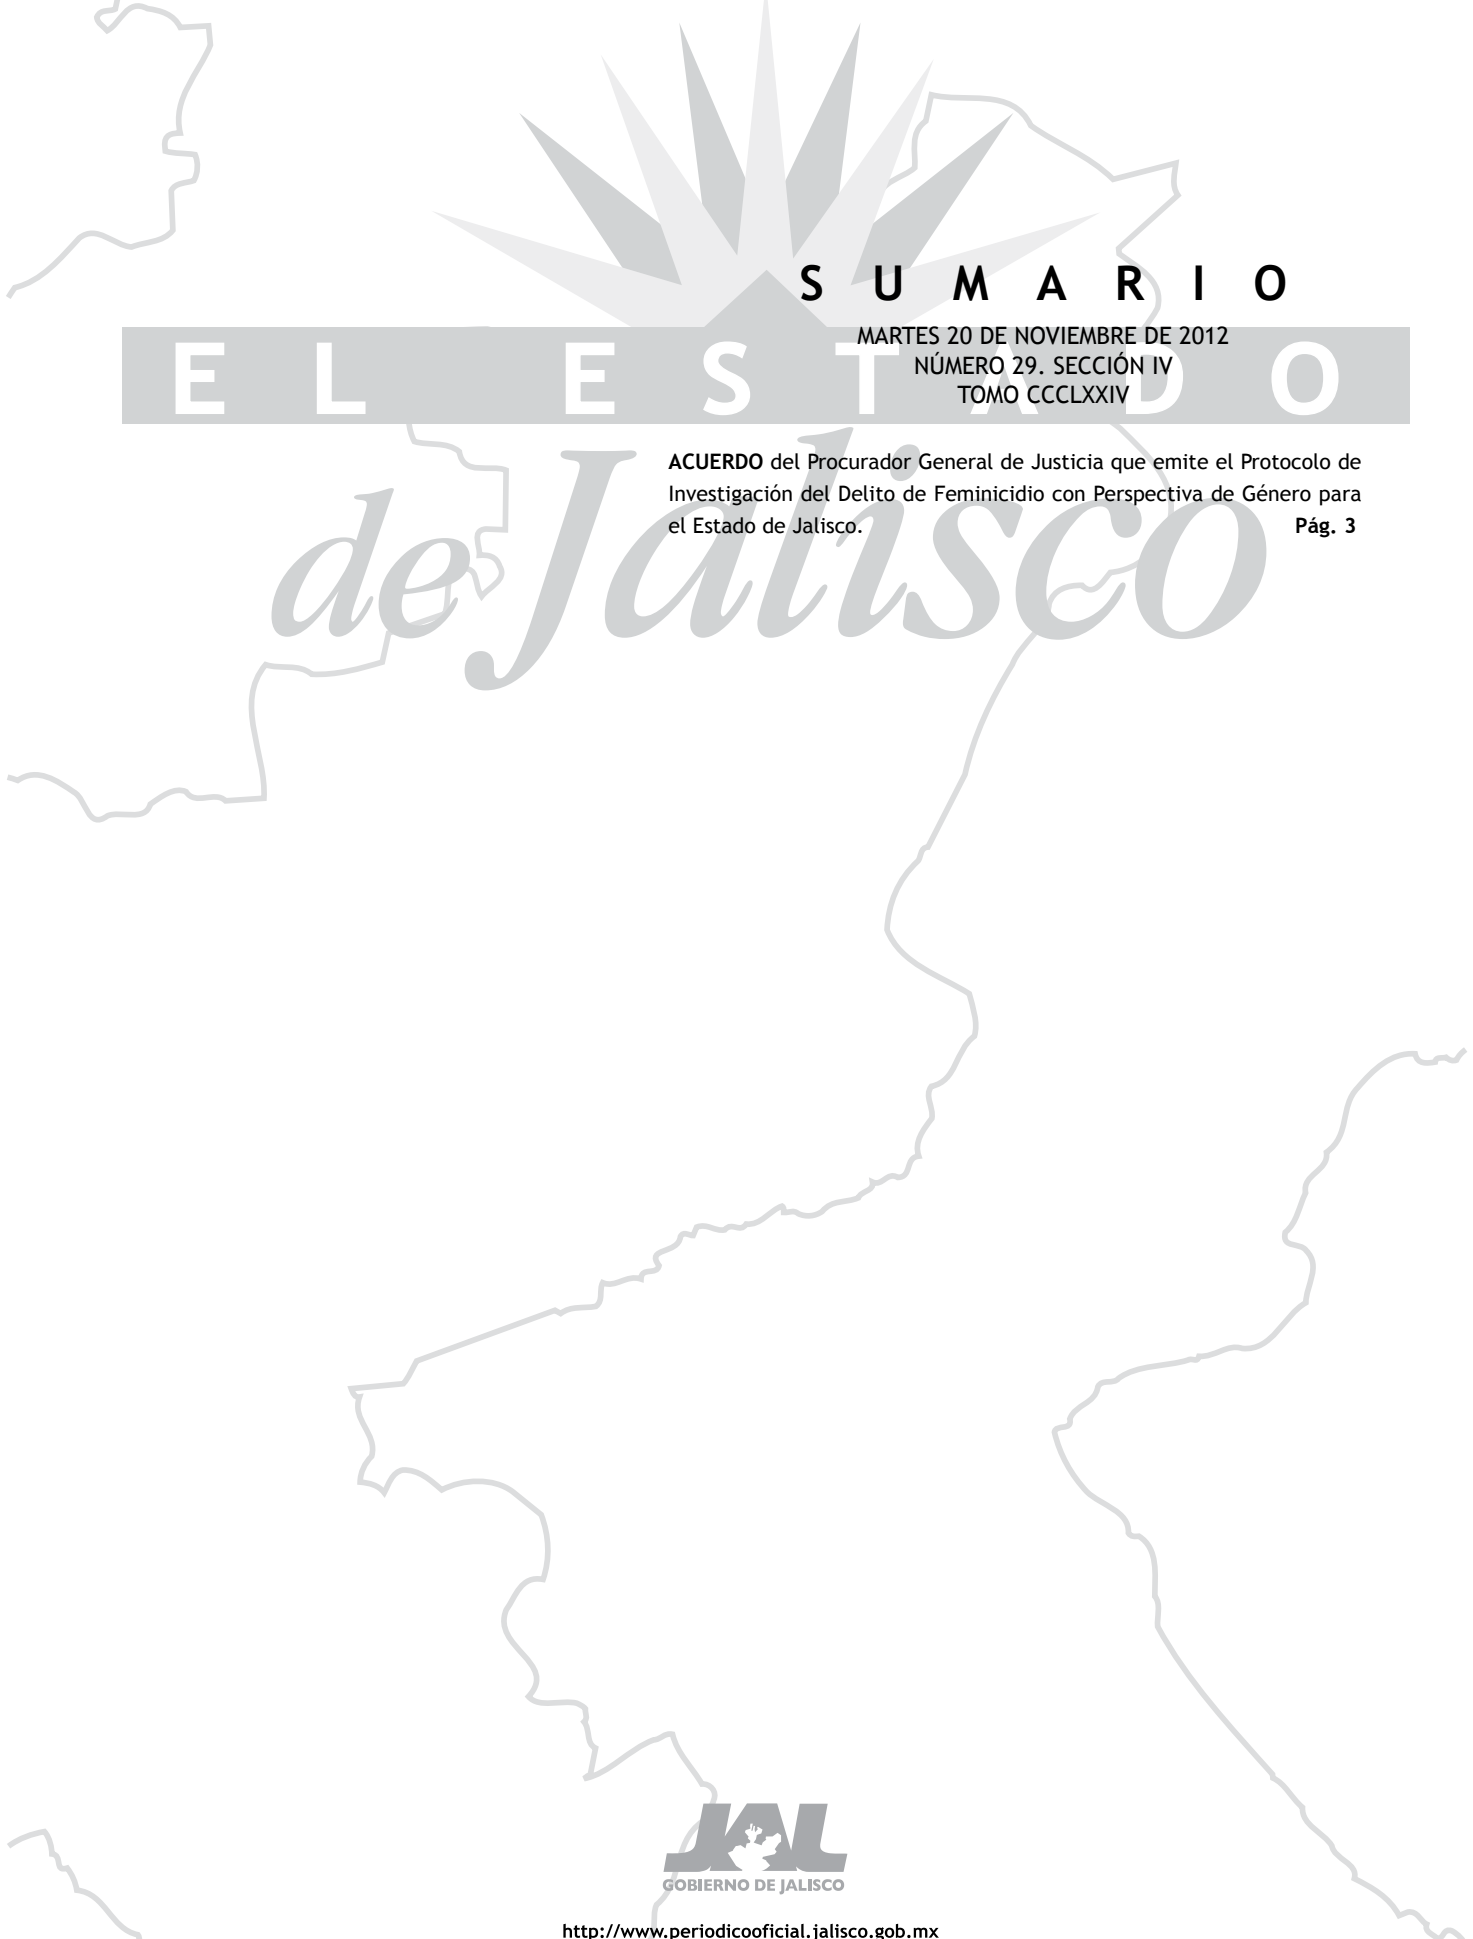 S U M A R I O
MARTES 20 DE NOVIEMBRE DE 2012
NÚMERO 29. SECCIÓN IV
TOMO CCCLXXIV
EL ESTADO
de Jalisco
ACUERDO del Procurador General de Justicia que emite el Protocolo de
Investigación del Delito de Feminicidio con Perspectiva de Género para
el Estado de Jalisco. Pág. 3
JAL
GOBIERNO DE JALISCO
http://www.periodicooficial.jalisco.gob.mx